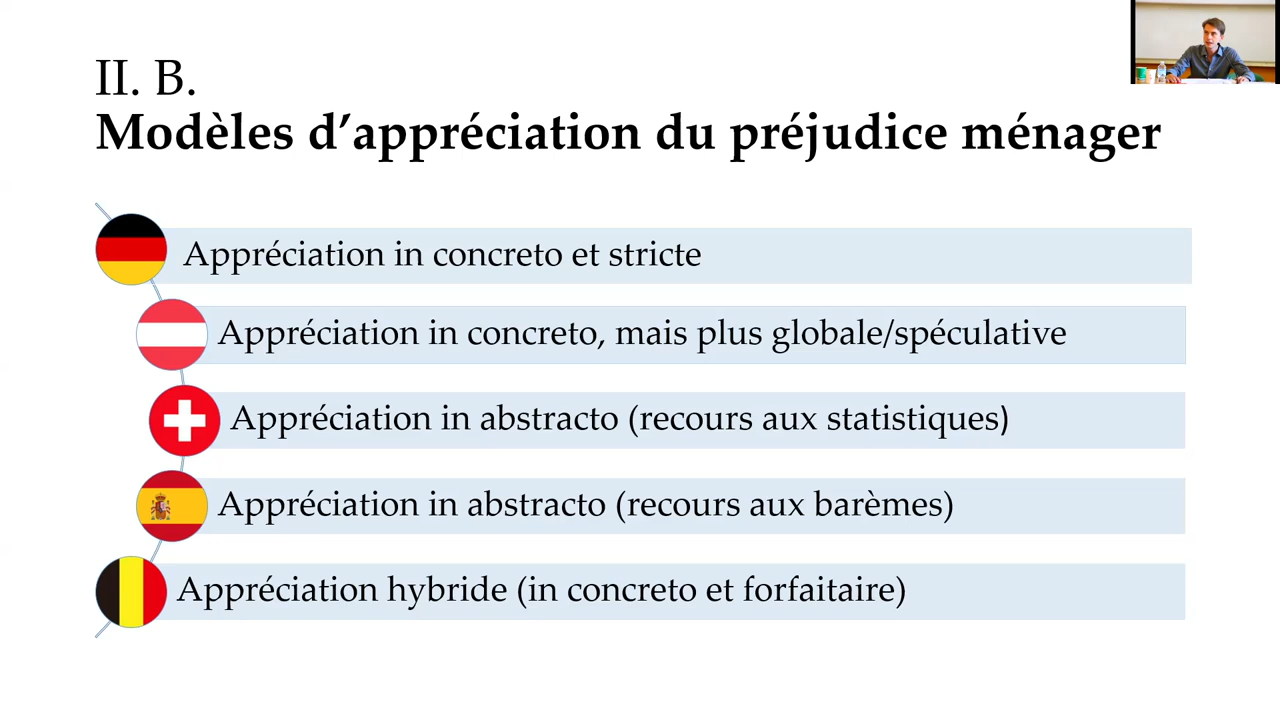 II. B.
Modèles d’appréciation du préjudice ménager
Appréciation in concreto et stricte
Appréciation in concreto, mais plus globale/spéculative
Appréciation in abstracto (recours aux statistiques)
Appréciation in abstracto (recours aux barèmes)
Appréciation hybride (in concreto et forfaitaire)